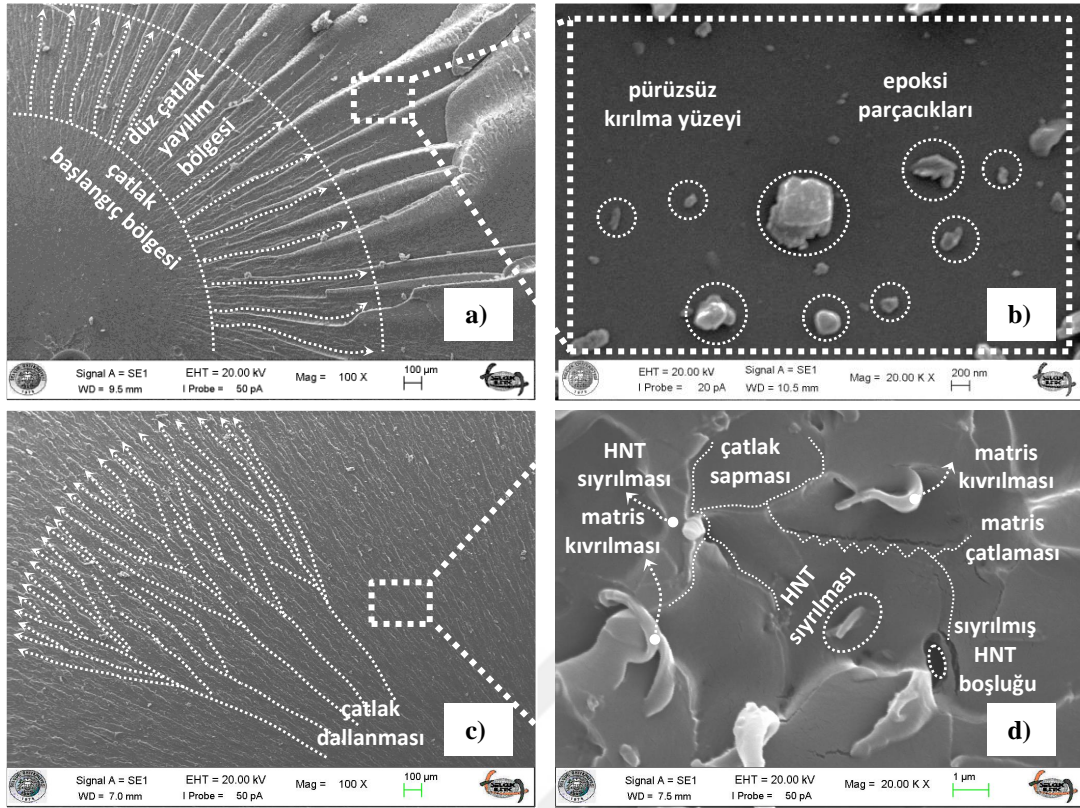 düz çatlak
yayılım
bölgesi
çatlak
başlangıç bölgesi
a)
Signal A = SE1
EHT = 20.00 kV
WD = 9.5 mm
I Probe = 50 pA
Mag = 100 X
100 µm
pürüzsüz
kırılma yüzeyi
epoksi
parçacıkları
b)
EHT = 20.00 kV
Signal A = SE1
I Probe = 20 pA
WD = 10.5 mm
Mag = 20.00 K X
200 nm
çatlak
dallanması
c)
Signal A = SE1
EHT = 20.00 kV
WD = 7.0 mm
I Probe = 50 pA
Mag = 100 X
100 µm
HNT
sıyrılması
çatlak
sapması
matris
kıvrılması
matris
kıvrılması
matris
çatlaması
HNT
sıyrılması
sıyrılmış
HNT
boşluğu
d)
Signal A = SE1
EHT = 20.00 kV
WD = 7.5 mm
I Probe = 50 pA
Mag = 20.00 K X
1 µm